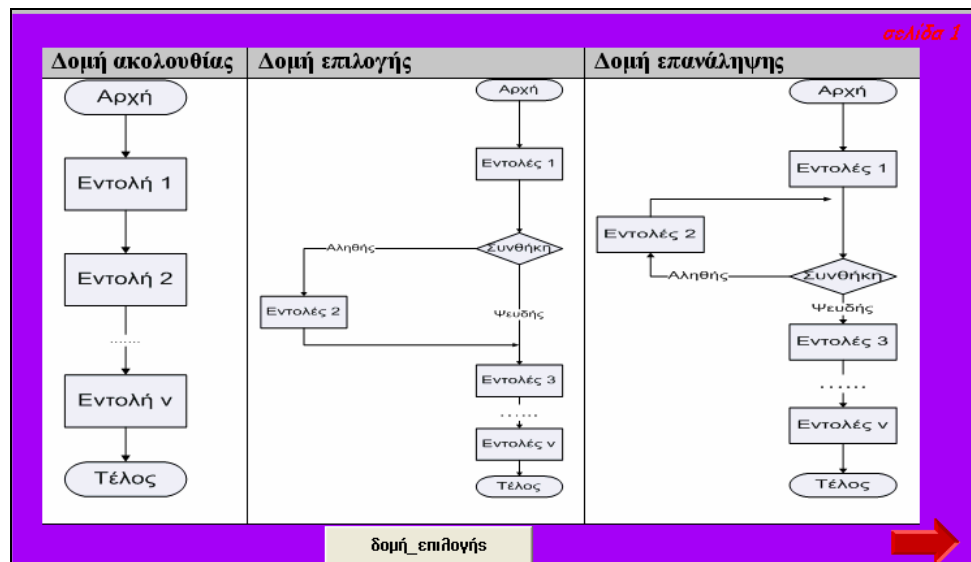 σελίδα 1
Δομή ακολουθίας
Αρχή
Εντολή 1
Εντολή 2
.......
Εντολή ν
Τέλος
Δομή επιλογής
Αρχή
Εντολές 1
Συνθήκη
Αληθής
Εντολές 2
Ψευδής
Εντολές 3
......
Εντολές ν
Τέλος
Δομή επανάληψης
Αρχή
Εντολές 1
Εντολές 2
Αληθής
Συνθήκη
Ψευδής
Εντολές 3
......
Εντολές ν
Τέλος
δομή_επιλογής